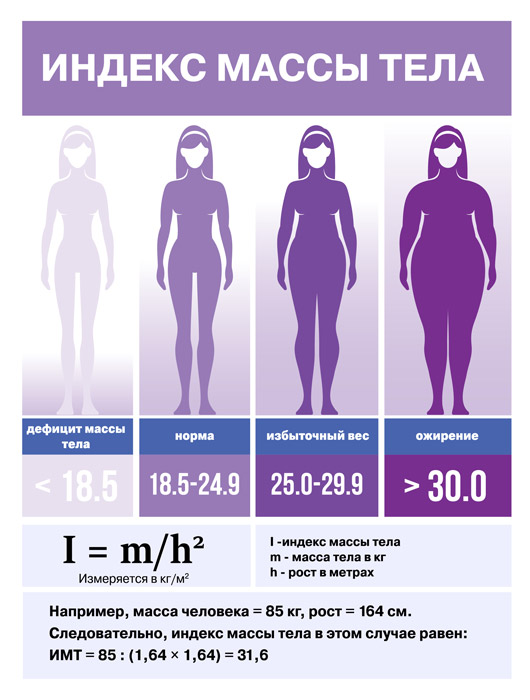 ИНДЕКС МАССЫ ТЕЛА
дефицит массы
тела
норма
избыточный вес
ожирение
< 18.5
18.5-24.9
25.0-29.9
> 30.0
I = m/h²
Измеряется в кг/м²
I -индекс массы тела
m - масса тела в кг
h - рост в метрах
Например, масса человека = 85 кг, рост = 164 см.
Следовательно, индекс массы тела в этом случае равен:
ИМТ = 85 : (1,64 × 1,64) = 31,6